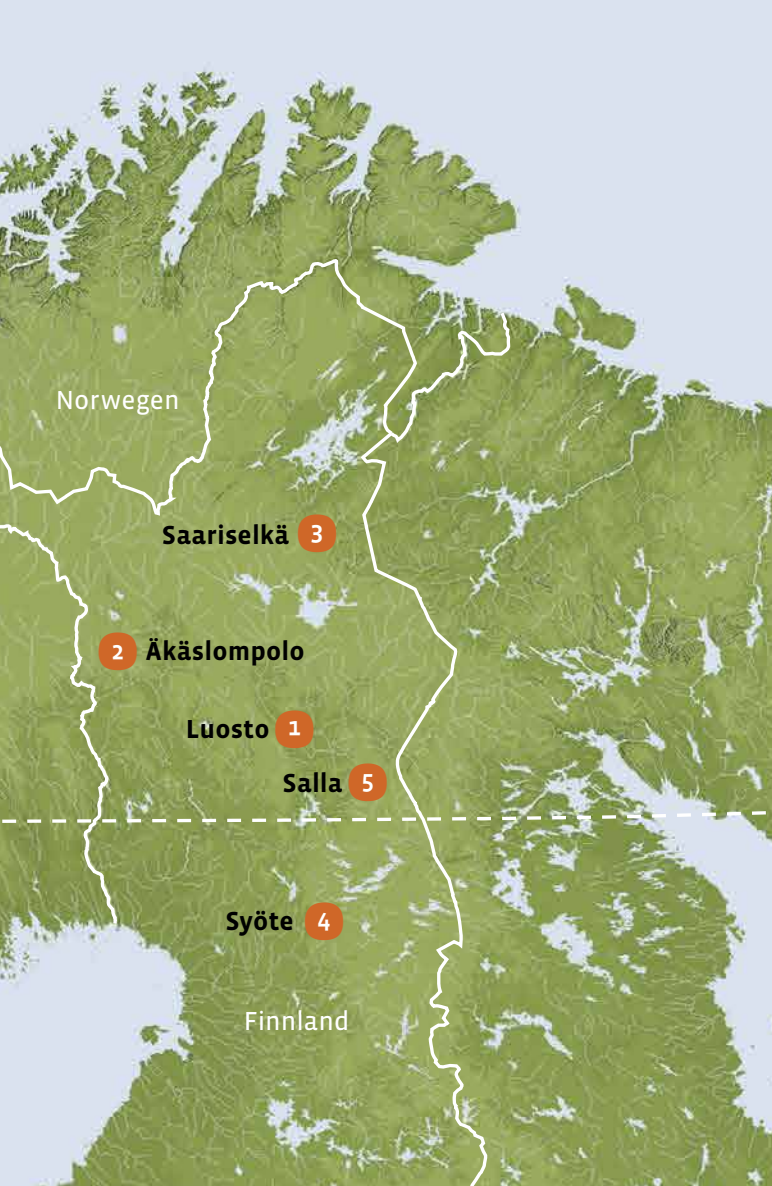 Norwegen
Saariselkä 3
2 Äkäslompolo
Luosto 1
Salla 5
Syöte 4
Finnland